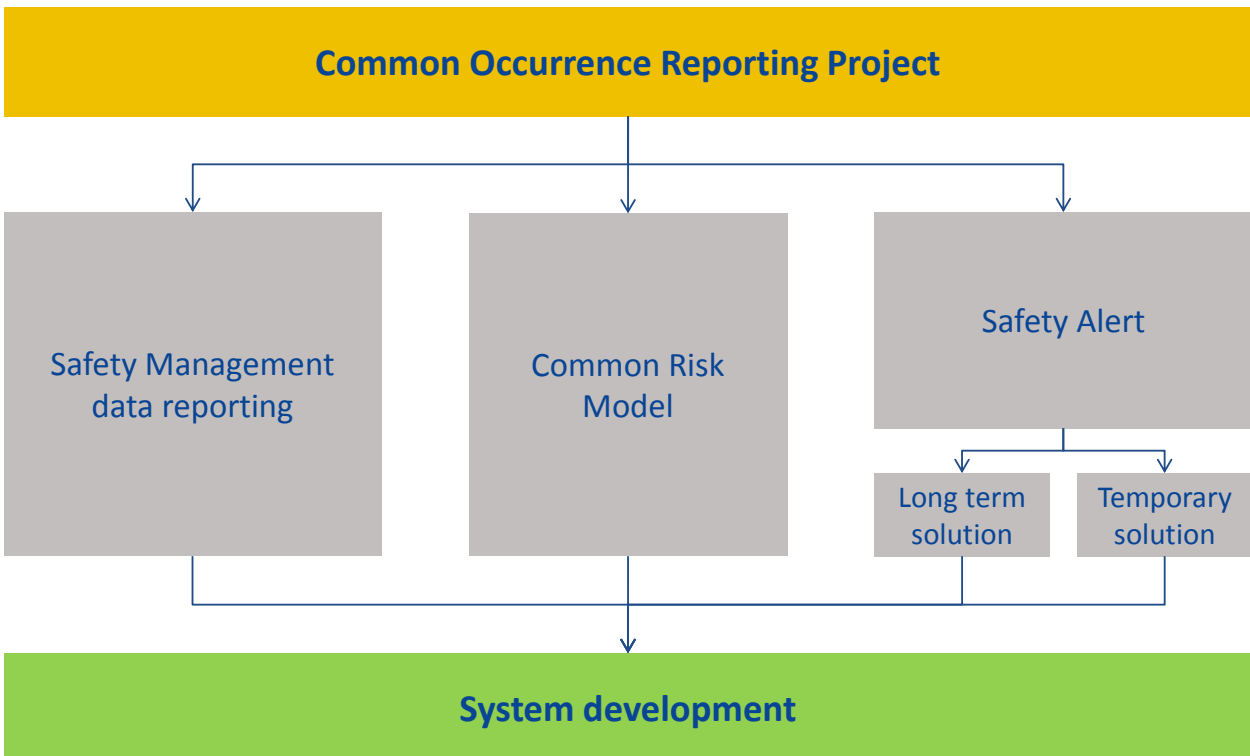 Common Occurrence Reporting Project
Safety Management
data reporting
Common Risk
Model
Safety Alert
Long term
solution
Temporary
solution
System development